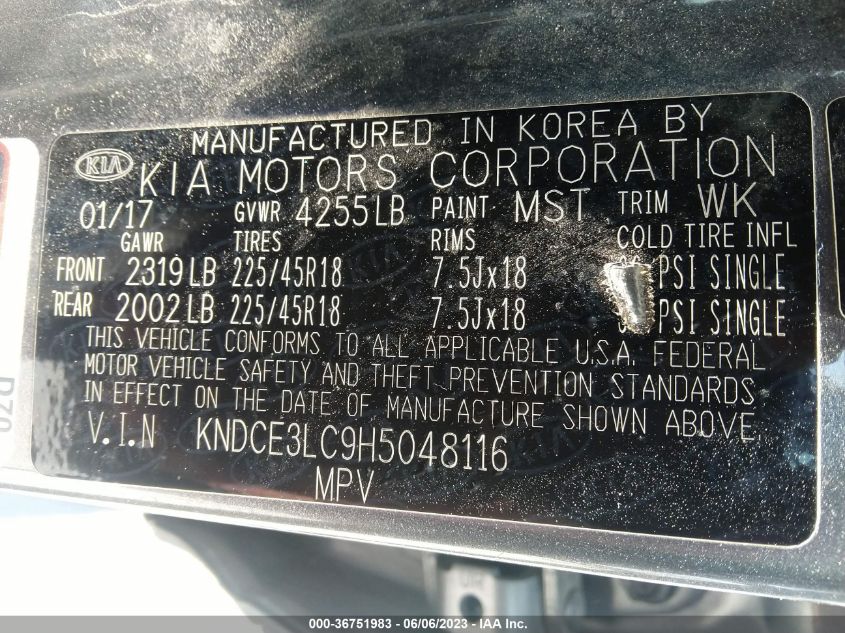 MANUFACTURED IN KOREA BY
KIA KIA MOTORS CORPORATION
01/17 GVWR 4255LB PAINT MST TRIM WK
GAWR TIRES RIMS COLD TIRE INFL
FRONT 2319LB 225/45R18 7.5Jx18 PSI SINGLE
REAR 2002LB 225/45R18 7.5Jx18 PSI SINGLE
THIS VEHICLE CONFORMS TO ALL APPLICABLE U.S.A. FEDERAL
MOTOR VEHICLE SAFETY AND THEFT PREVENTION STANDARDS
IN EFFECT ON THE DATE OF MANUFACTURE SHOWN ABOVE.
V.I.N KNDCE3LC9H5048116
MPV
000-36751983 - 06/06/2023 - IAAI.com